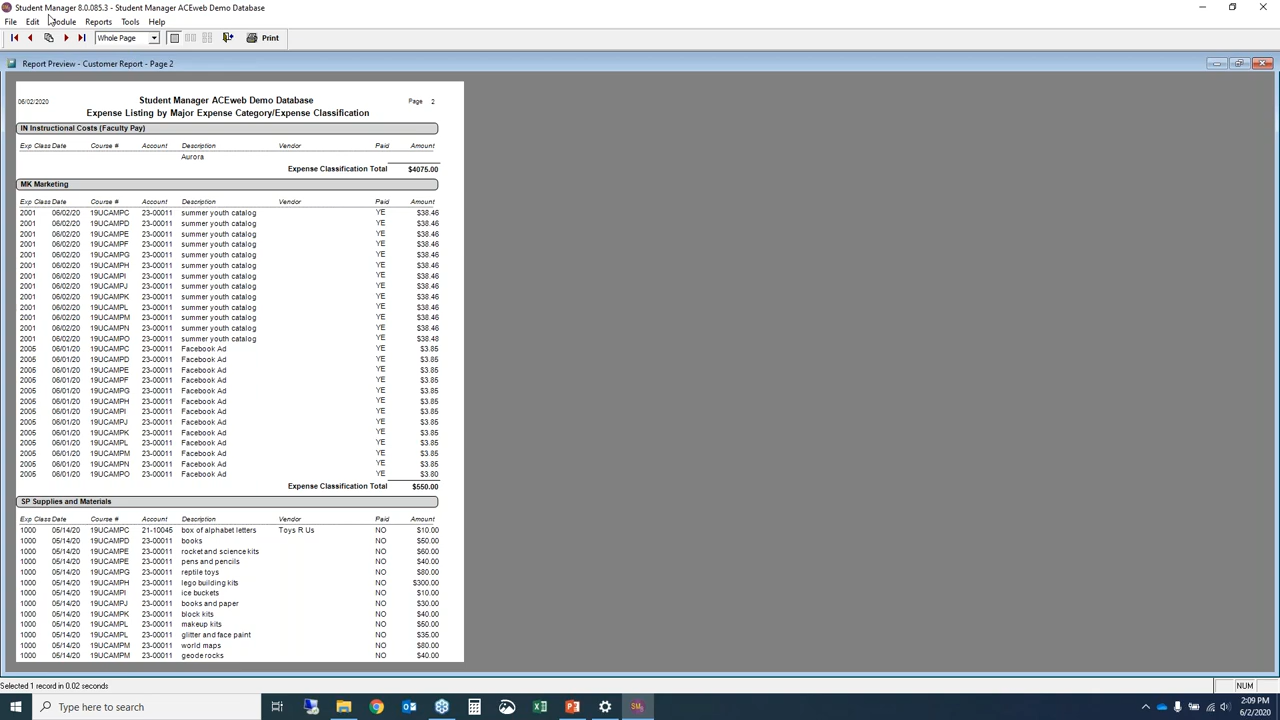 Student Manager 8.0.085.3 - Student Manager ACEweb Demo Database
File Edit Module Reports Tools Help
Whole Page Print
Report Preview - Customer Report - Page 2
06/02/2020 Student Manager ACEweb Demo Database Page 2
Expense Listing by Major Expense Category/Expense Classification
IN Instructional Costs (Faculty Pay)
Exp Class Date Course # Account Description Vendor Paid Amount
Aurora
Expense Classification Total $4075.00
MK Marketing
Exp Class Date Course # Account Description Vendor Paid Amount
2001 06/02/20 19UCAMPC 23-00011 summer youth catalog YE $38.46
2001 06/02/20 19UCAMPD 23-00011 summer youth catalog YE $38.46
2001 06/02/20 19UCAMPE 23-00011 summer youth catalog YE $38.46
2001 06/02/20 19UCAMPF 23-00011 summer youth catalog YE $38.46
2001 06/02/20 19UCAMPG 23-00011 summer youth catalog YE $38.46
2001 06/02/20 19UCAMPH 23-00011 summer youth catalog YE $38.46
2001 06/02/20 19UCAMPI 23-00011 summer youth catalog YE $38.46
2001 06/02/20 19UCAMPJ 23-00011 summer youth catalog YE $38.46
2001 06/02/20 19UCAMPK 23-00011 summer youth catalog YE $38.46
2001 06/02/20 19UCAMPL 23-00011 summer youth catalog YE $38.46
2001 06/02/20 19UCAMPM 23-00011 summer youth catalog YE $38.46
2001 06/02/20 19UCAMPN 23-00011 summer youth catalog YE $38.46
2001 06/02/20 19UCAMPO 23-00011 summer youth catalog YE $38.48
2005 06/01/20 19UCAMPC 23-00011 Facebook Ad YE $3.85
2005 06/01/20 19UCAMPD 23-00011 Facebook Ad YE $3.85
2005 06/01/20 19UCAMPE 23-00011 Facebook Ad YE $3.85
2005 06/01/20 19UCAMPF 23-00011 Facebook Ad YE $3.85
2005 06/01/20 19UCAMPG 23-00011 Facebook Ad YE $3.85
2005 06/01/20 19UCAMPH 23-00011 Facebook Ad YE $3.85
2005 06/01/20 19UCAMPI 23-00011 Facebook Ad YE $3.85
2005 06/01/20 19UCAMPJ 23-00011 Facebook Ad YE $3.85
2005 06/01/20 19UCAMPK 23-00011 Facebook Ad YE $3.85
2005 06/01/20 19UCAMPL 23-00011 Facebook Ad YE $3.85
2005 06/01/20 19UCAMPM 23-00011 Facebook Ad YE $3.85
2005 06/01/20 19UCAMPN 23-00011 Facebook Ad YE $3.85
2005 06/01/20 19UCAMPO 23-00011 Facebook Ad YE $3.80
Expense Classification Total $550.00
SP Supplies and Materials
Exp Class Date Course # Account Description Vendor Paid Amount
1000 05/14/20 19UCAMPC 21-10045 box of alphabet letters Toys R Us NO $10.00
1000 05/14/20 19UCAMPD 23-00011 books NO $50.00
1000 05/14/20 19UCAMPE 23-00011 rocket and science kits NO $60.00
1000 05/14/20 19UCAMPE 23-00011 pens and pencils NO $40.00
1000 05/14/20 19UCAMPG 23-00011 reptile toys NO $80.00
1000 05/14/20 19UCAMPH 23-00011 lego building kits NO $300.00
1000 05/14/20 19UCAMPI 23-00011 ice buckets NO $10.00
1000 05/14/20 19UCAMPJ 23-00011 books and paper NO $30.00
1000 05/14/20 19UCAMPK 23-00011 block kits NO $40.00
1000 05/14/20 19UCAMPL 23-00011 makeup kits NO $50.00
1000 05/14/20 19UCAMPL 23-00011 glitter and face paint NO $35.00
1000 05/14/20 19UCAMPM 23-00011 world maps NO $80.00
1000 05/14/20 19UCAMPM 23-00011 geode rocks NO $40.00
Selected 1 record in 0.02 seconds NUM
Type here to search
2:09 PM
6/2/2020